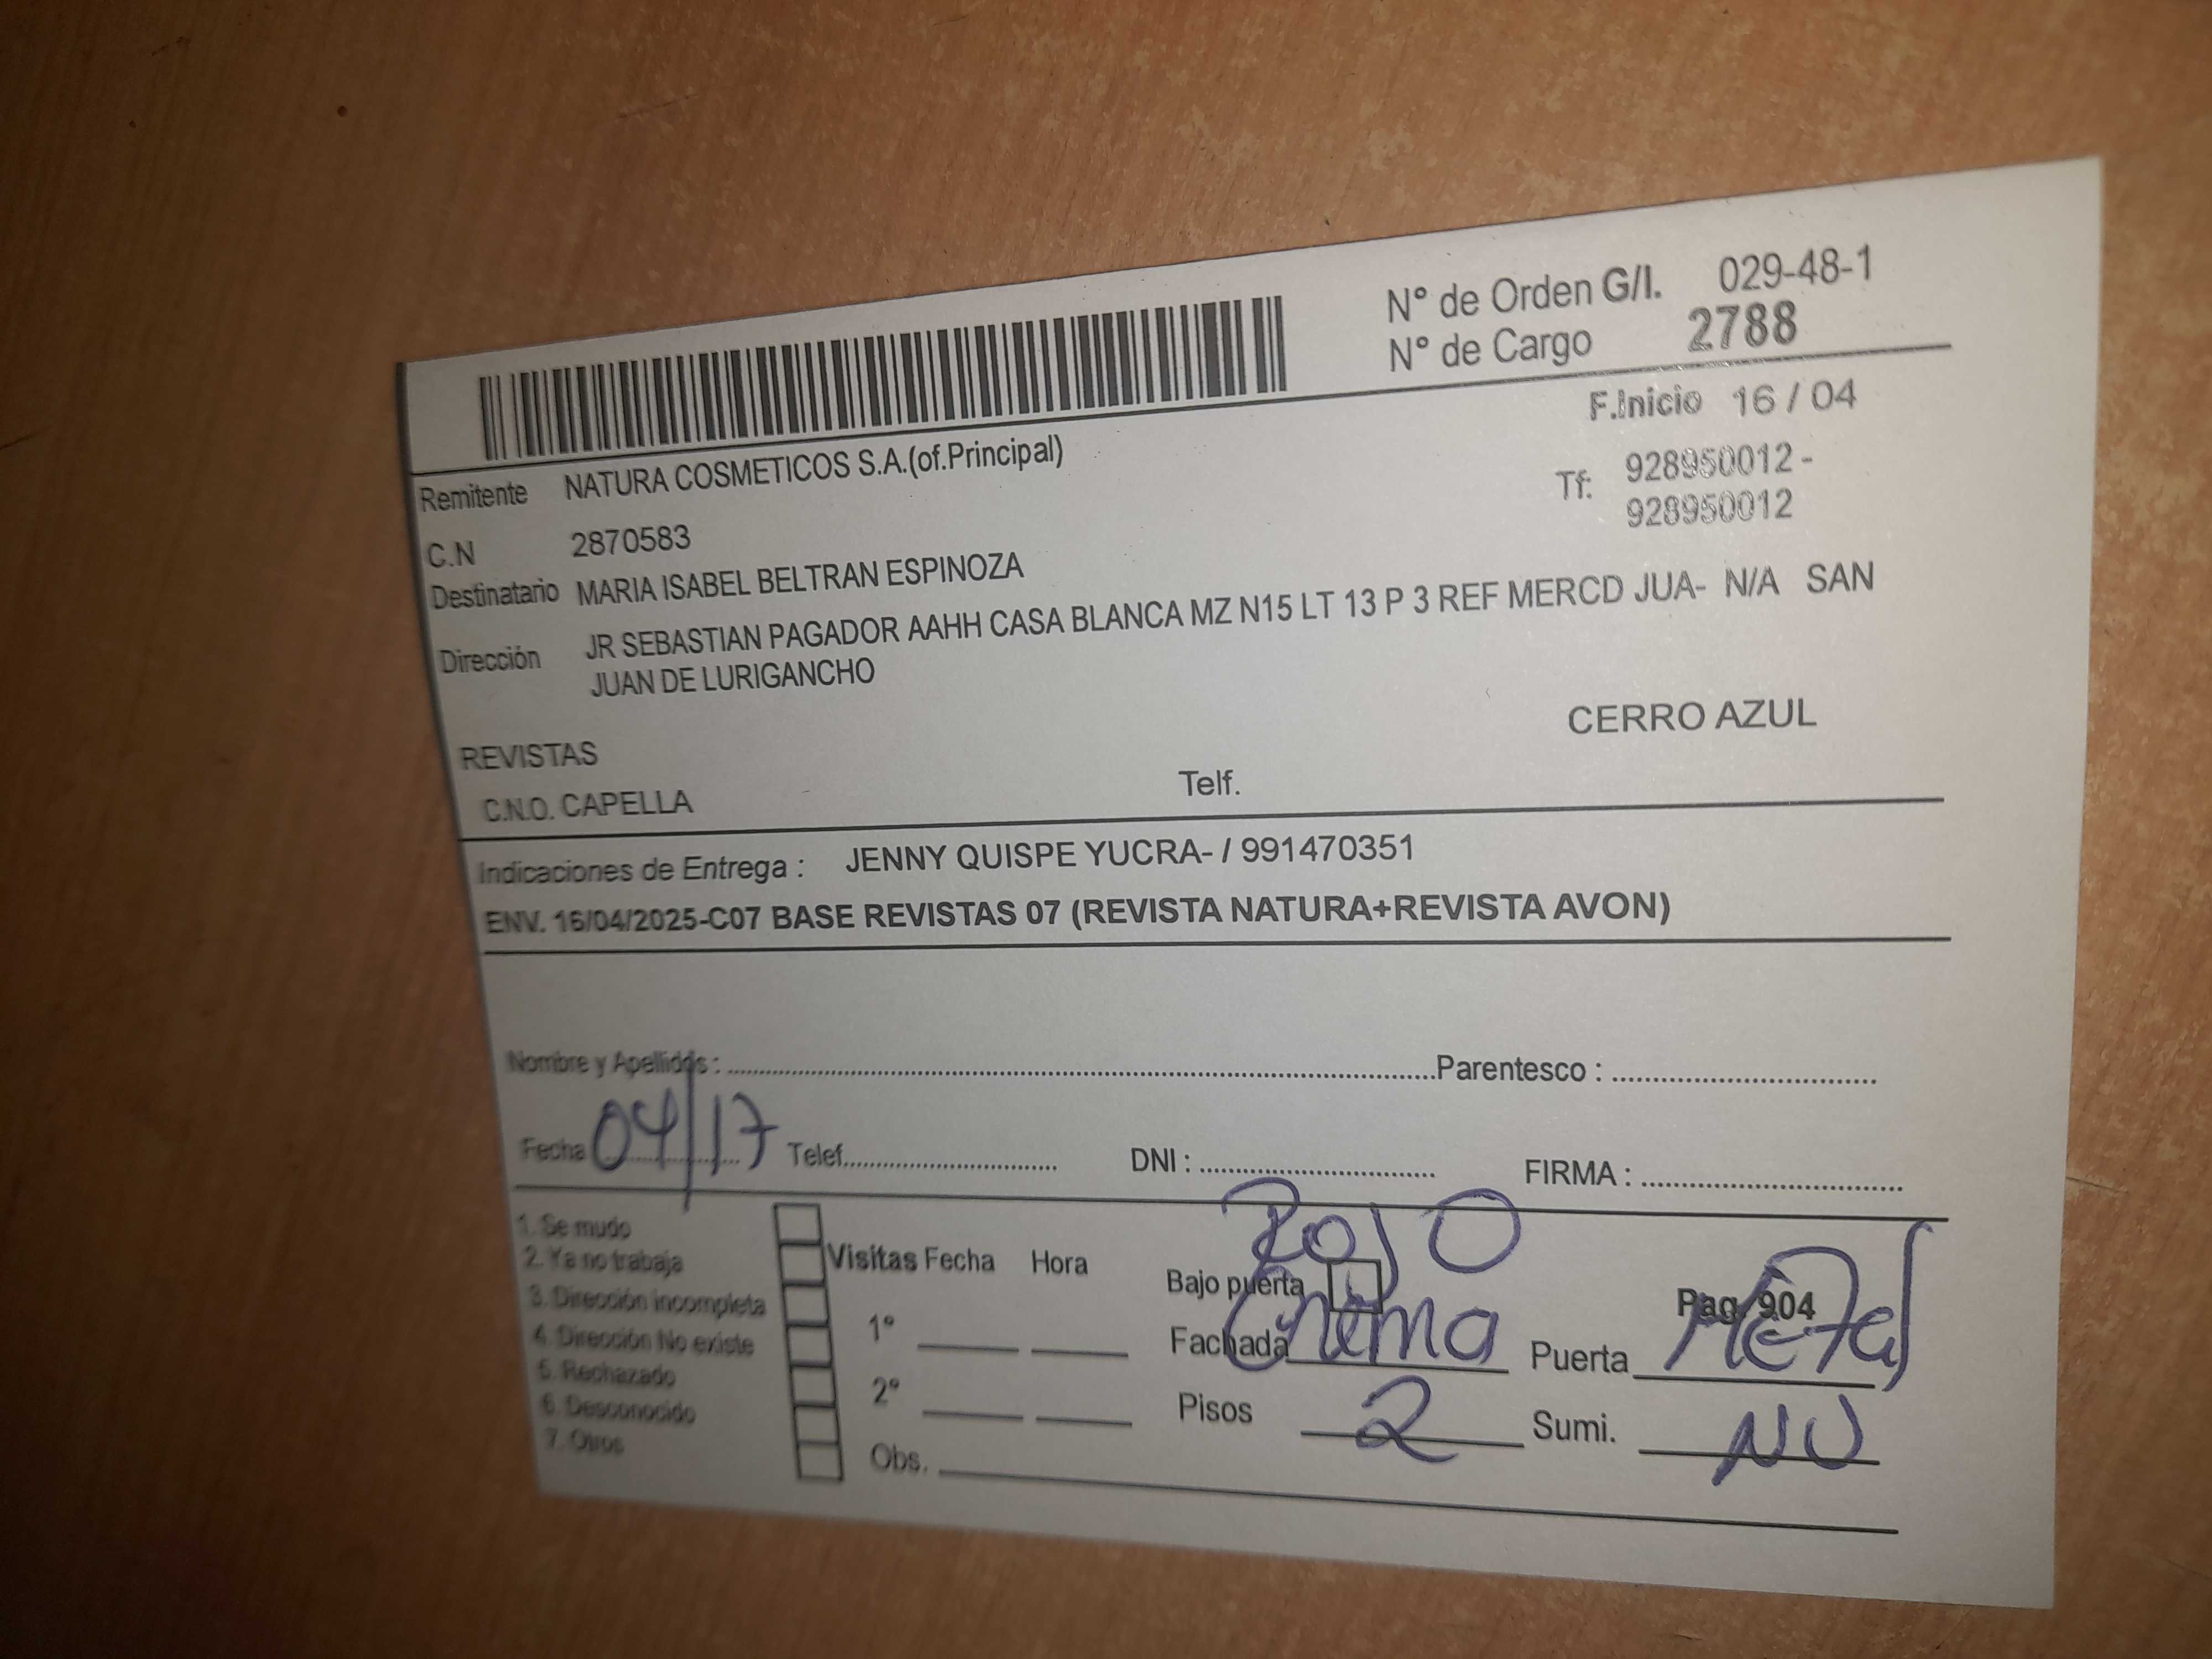 N° de Orden G/I. 029-48-1
N° de Cargo 2788
F.Inicio 16 / 04
Remitente NATURA COSMETICOS S.A.(of.Principal)
Tf: 928950012 -
928950012
C.N 2870583
Destinatario MARIA ISABEL BELTRAN ESPINOZA
Dirección JR SEBASTIAN PAGADOR AAHH CASA BLANCA MZ N15 LT 13 P 3 REF MERCD JUA- N/A SAN
JUAN DE LURIGANCHO
CERRO AZUL
REVISTAS
C.N.O. CAPELLA Telf.
Indicaciones de Entrega : JENNY QUISPE YUCRA- / 991470351
ENV. 16/04/2025-C07 BASE REVISTAS 07 (REVISTA NATURA+REVISTA AVON)
Nombre y Apellidos : Parentesco :
Fecha 04/17 Telef. DNI : FIRMA :
1. Se mudo
2. Ya no trabaja
3. Dirección incompleta
4. Dirección No existe
5. Rechazado
6. Desconocido
7. Otros
Visitas Fecha Hora
1°
2°
Obs.
Rojo
Bajo puerta Pag. 904
Fachada Crema Puerta Metal
Pisos 2 Sumi. NO